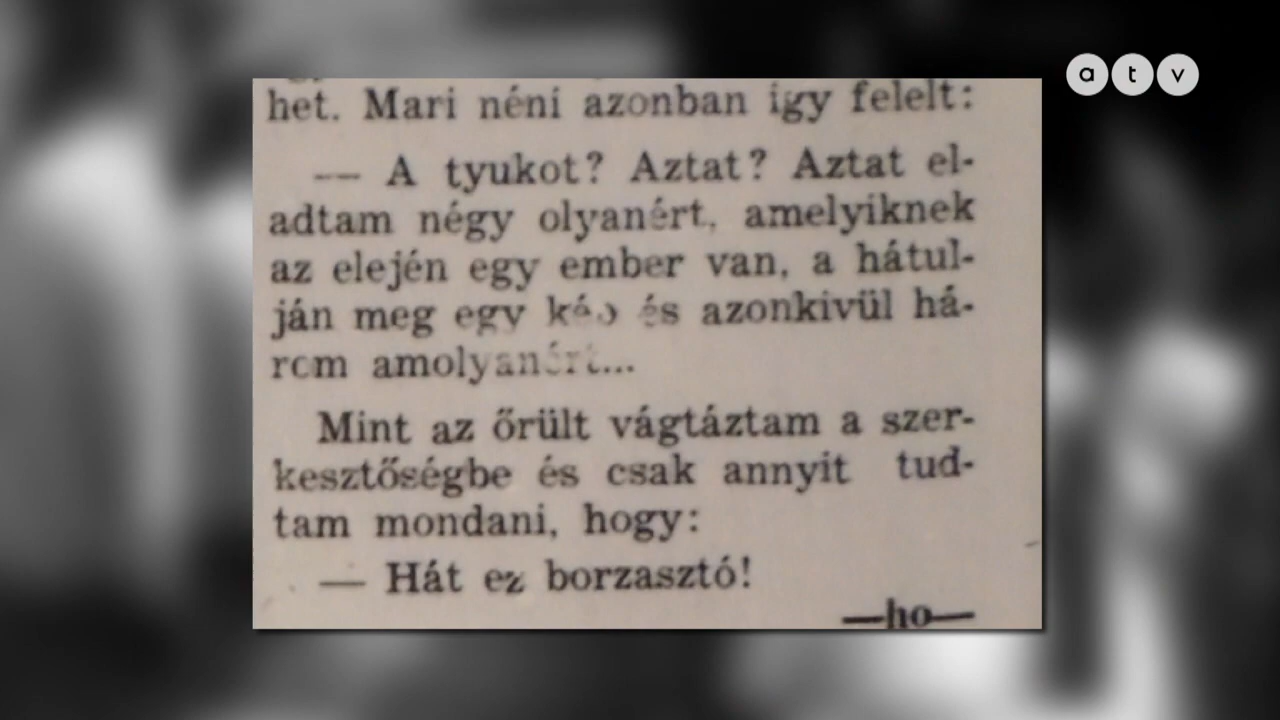 atv
het. Mari néni azonban így felelt:
— A tyukot? Aztat? Aztat el-
adtam négy olyanért, amelyiknek
az elején egy ember van, a hátul-
ján meg egy kép és azonkivül há-
rom amolyanért...
Mint az őrült vágtáztam a szer-
kesztőségbe és csak annyit tud-
tam mondani, hogy:
— Hát ez borzasztó!
—ho—